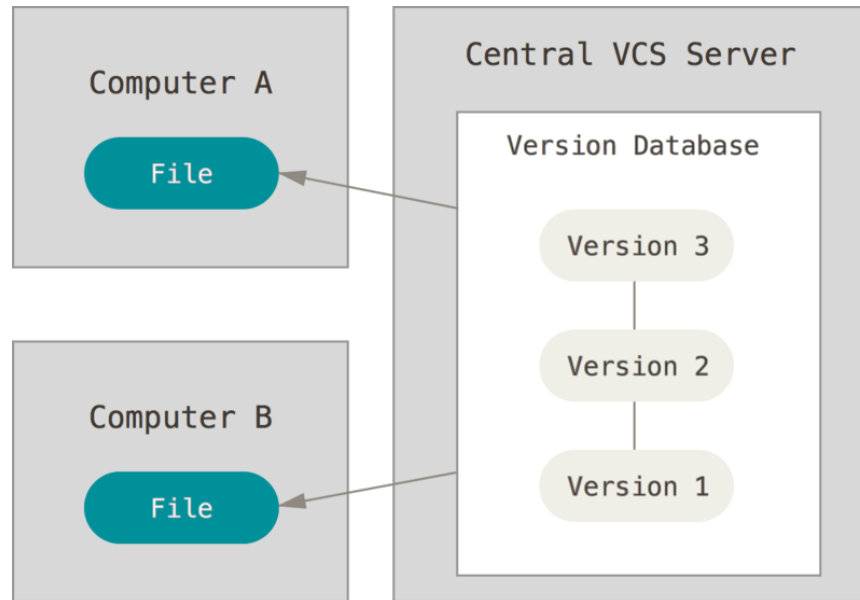 Computer A
File
Computer B
File
Central VCS Server
Version Database
Version 3
Version 2
Version 1